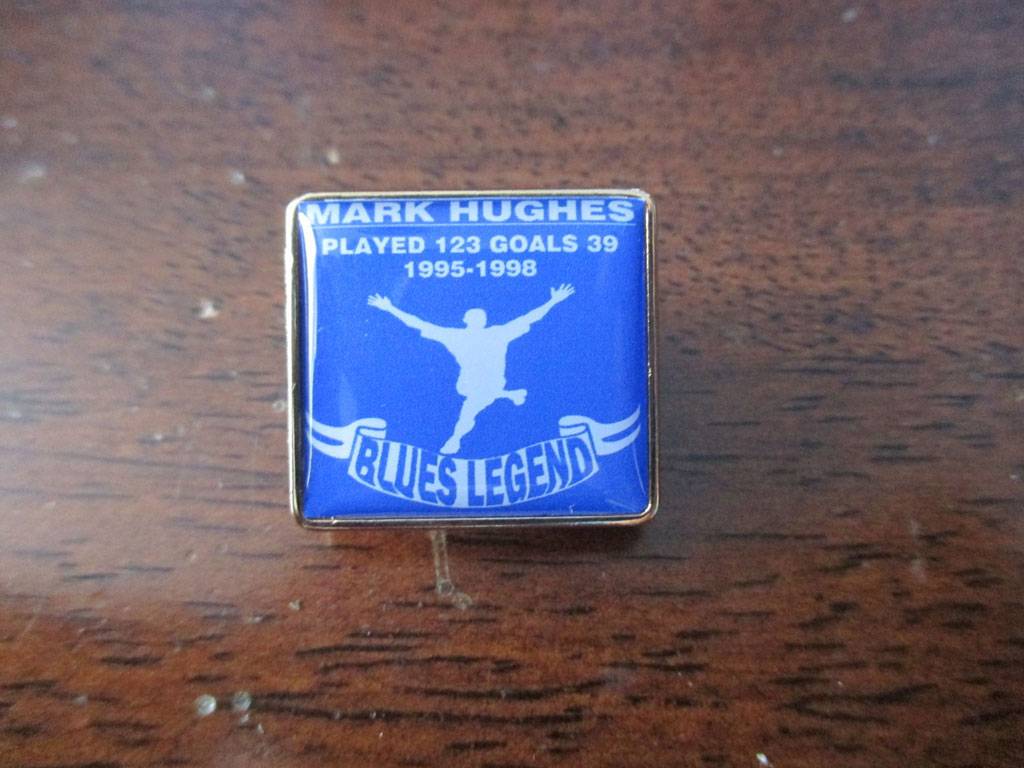 MARK HUGHES
PLAYED 123 GOALS 39
1995-1998
BLUES LEGEND